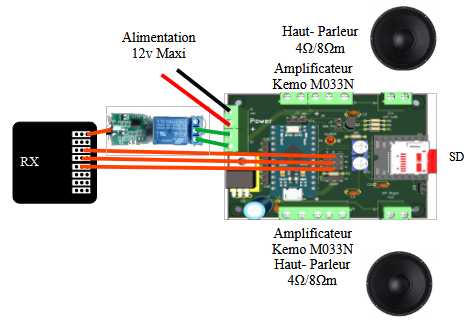 Haut- Parleur
4Ω/8Ωm
Alimentation
12v Maxi
Amplificateur
Kemo M033N
Power
RX
SD
Amplificateur
Kemo M033N
Haut- Parleur
4Ω/8Ωm